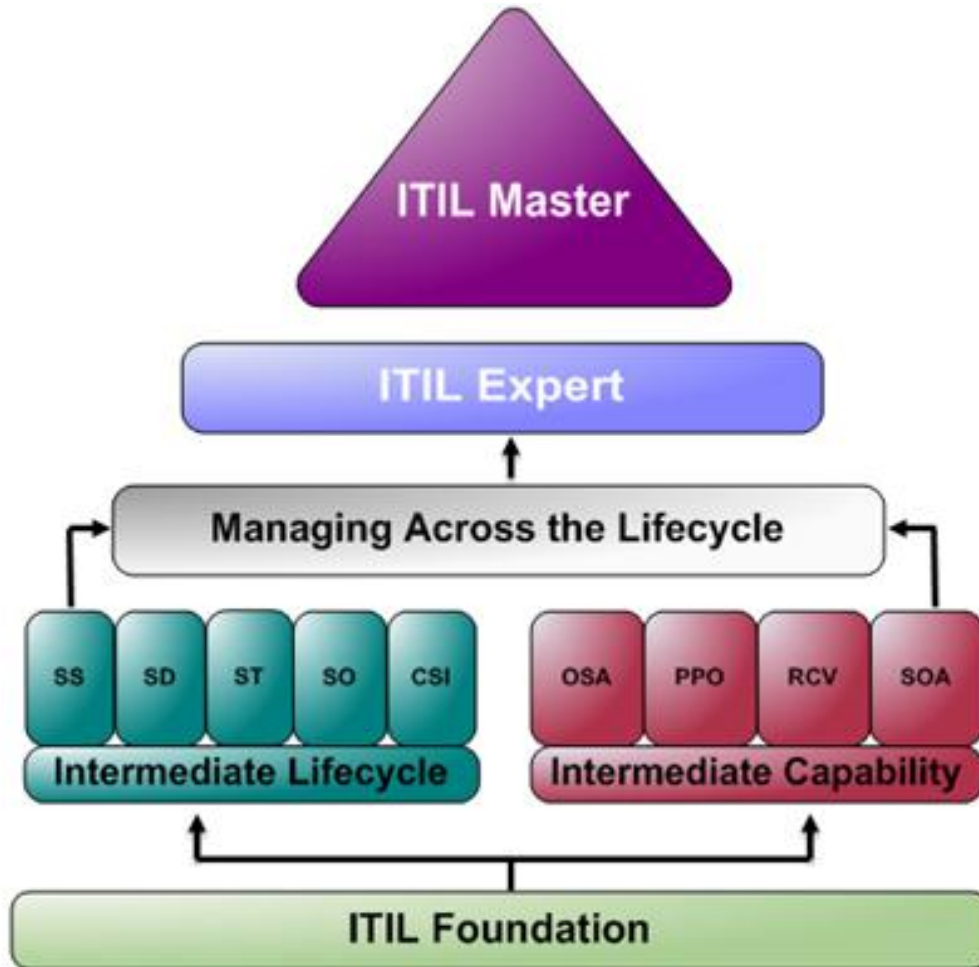 ITIL Master
ITIL Expert
Managing Across the Lifecycle
SS SD ST SO CSI OSA PPO RCV SOA
Intermediate Lifecycle Intermediate Capability
ITIL Foundation